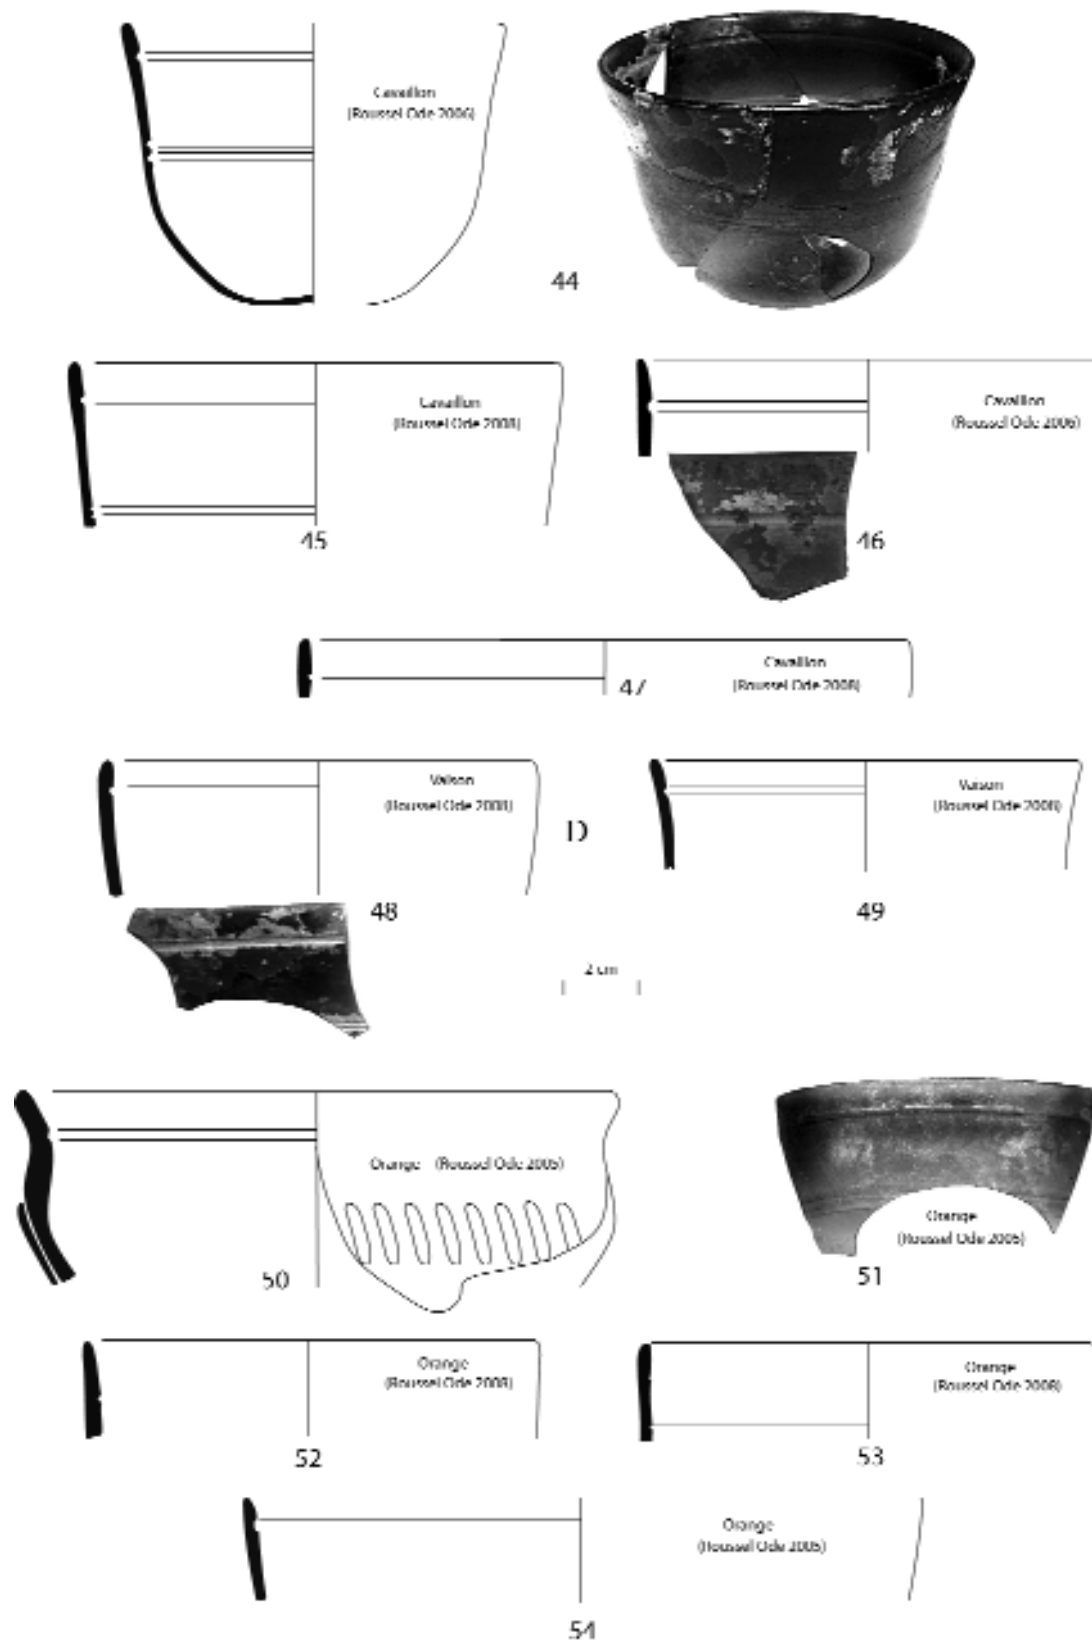 Cavaillon
(Roussel Ode 2006)
44
Cavaillon
(Roussel Ode 2008)
45
Cavaillon
(Roussel Ode 2006)
46
Cavaillon
(Roussel Ode 2008)
47
Vaison
(Roussel Ode 2008)
48
D
Vaison
(Roussel Ode 2008)
49
2 cm
Orange (Roussel Ode 2005)
50
Orange
(Roussel Ode 2005)
51
Orange
(Roussel Ode 2008)
52
Orange
(Roussel Ode 2008)
53
Orange
(Roussel Ode 2005)
54